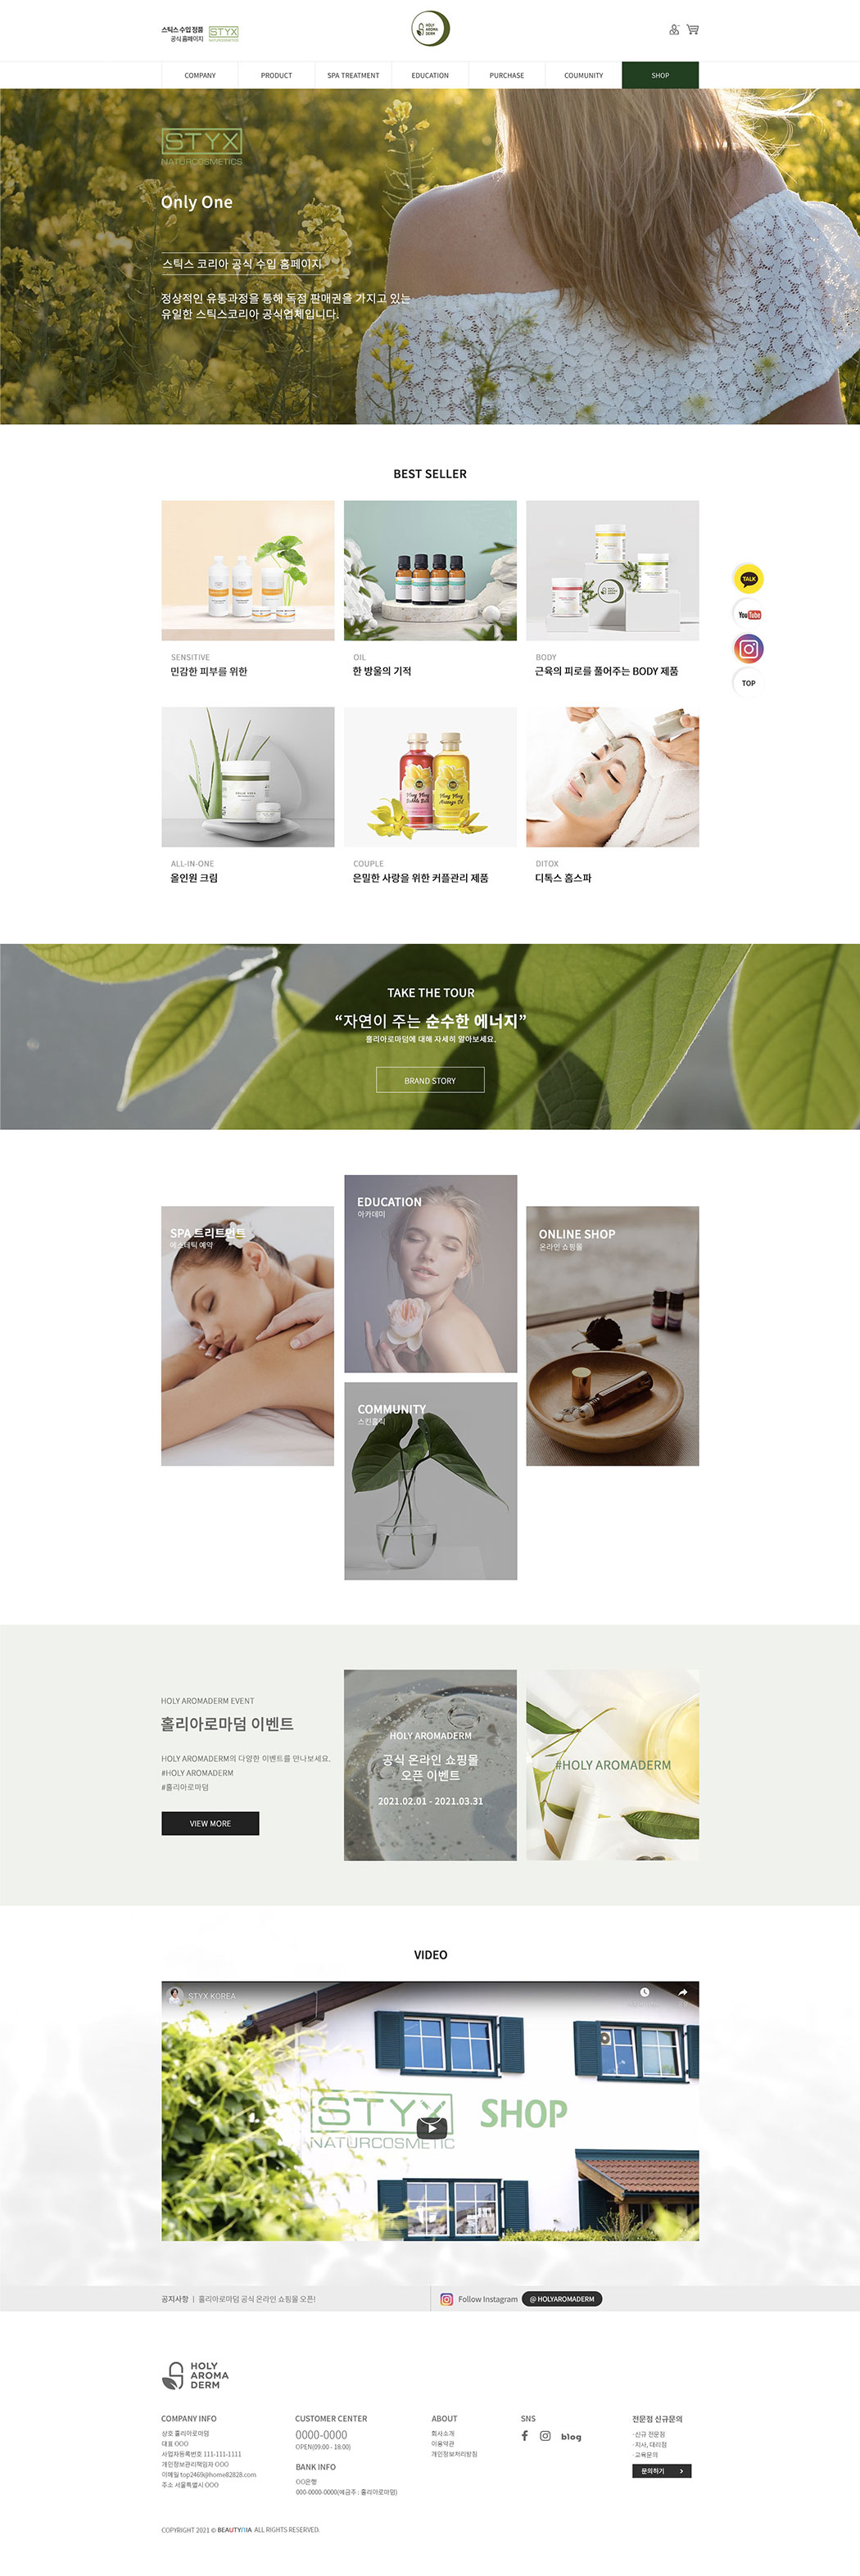 스틱스 수입 정품
공식 홈페이지
STYX
NATURCOSMETICS
HOLY
AROMA
DERM
COMPANY
PRODUCT
SPA TREATMENT
EDUCATION
PURCHASE
COUMUNITY
SHOP
STYX
NATURCOSMETICS
Only One
스틱스 코리아 공식 수입 홈페이지
정상적인 유통과정을 통해 독점 판매권을 가지고 있는
유일한 스틱스코리아 공식업체입니다.
BEST SELLER
SENSITIVE
민감한 피부를 위한
OIL
한 방울의 기적
BODY
근육의 피로를 풀어주는 BODY 제품
TALK
YouTube
TOP
Ylang Ylang
Bubble Bath
Ylang Ylang
Massage Oil
ALL-IN-ONE
올인원 크림
COUPLE
은밀한 사랑을 위한 커플관리 제품
DITOX
디톡스 홈스파
TAKE THE TOUR
“자연이 주는 순수한 에너지”
홀리아로마덤에 대해 자세히 알아보세요.
BRAND STORY
SPA 트리트먼트
에스테틱 예약
EDUCATION
아카데미
ONLINE SHOP
온라인 쇼핑몰
COMMUNITY
스킨홀릭
HOLY AROMADERM EVENT
홀리아로마덤 이벤트
HOLY AROMADERM의 다양한 이벤트를 만나보세요.
#HOLY AROMADERM
#홀리아로마덤
VIEW MORE
HOLY AROMADERM
공식 온라인 쇼핑몰
오픈 이벤트
2021.02.01 - 2021.03.31
#HOLY AROMADERM
VIDEO
STYX KOREA
STYX SHOP
NATURCOSMETIC
공지사항 | 홀리아로마덤 공식 온라인 쇼핑몰 오픈!
Follow Instagram
@ HOLYAROMADERM
HOLY
AROMA
DERM
COMPANY INFO
상호 홀리아로마덤
대표 OOO
사업자등록번호 111-111-1111
개인정보관리책임자 OOO
이메일 top2469@home82828.com
주소 서울특별시 OOO
CUSTOMER CENTER
0000-0000
OPEN(09:00 - 18:00)
BANK INFO
OO은행
000-0000-0000(예금주 : 홀리아로마덤)
ABOUT
회사소개
이용약관
개인정보처리방침
SNS
blog
전문점 신규문의
· 신규 전문점
· 지사, 대리점
· 교육문의
문의하기 >
COPYRIGHT 2021 © BEAUTYПIA ALL RIGHTS RESERVED.